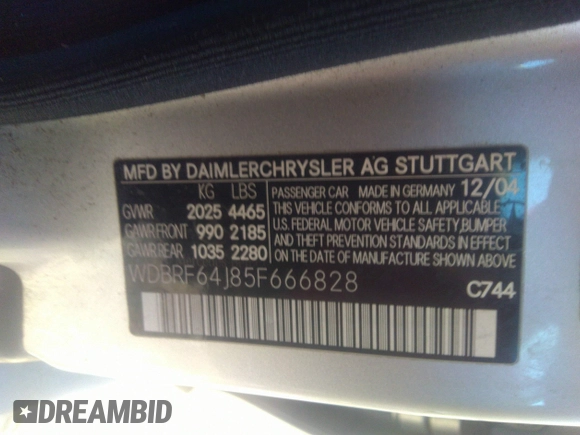 MFD BY DAIMLERCHRYSLER AG STUTTGART
KG LBS
GVWR 2025 4465
GAWR.FRONT 990 2185
GAWR.REAR 1035 2280
PASSENGER CAR MADE IN GERMANY 12/04
THIS VEHICLE CONFORMS TO ALL APPLICABLE
U.S. FEDERAL MOTOR VEHICLE SAFETY, BUMPER,
AND THEFT PREVENTION STANDARDS IN EFFECT
ON THE DATE OF MANUFACTURE SHOWN ABOVE.
WDBRF64J85F666828
C744
DREAMBID